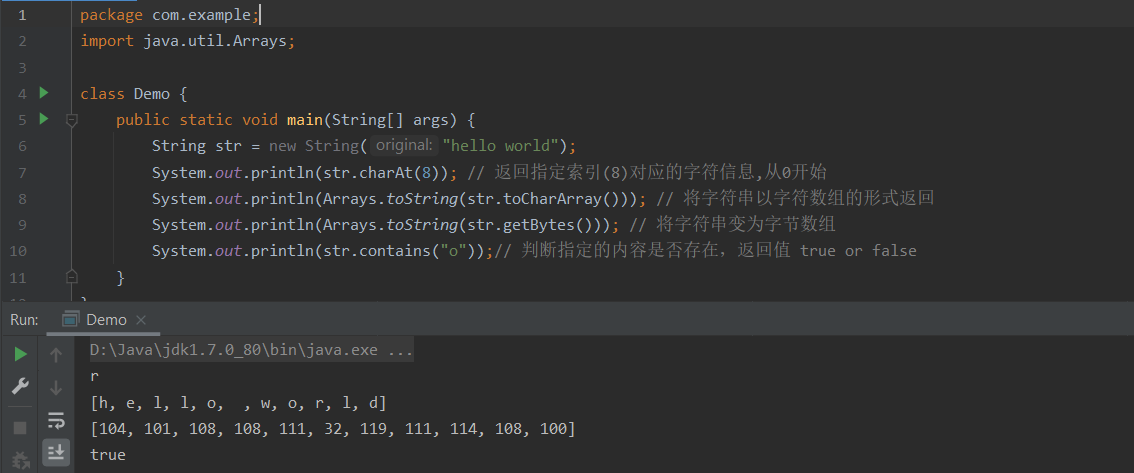 1 package com.example;
2 import java.util.Arrays;
3
4 class Demo {
5 public static void main(String[] args) {
6 String str = new String( original: "hello world");
7 System.out.println(str.charAt(8)); // 返回指定索引(8)对应的字符信息,从0开始
8 System.out.println(Arrays.toString(str.toCharArray())); // 将字符串以字符数组的形式返回
9 System.out.println(Arrays.toString(str.getBytes())); // 将字符串变为字节数组
10 System.out.println(str.contains("o"));// 判断指定的内容是否存在，返回值 true or false
11 }
Run: Demo ×
D:\Java\jdk1.7.0_80\bin\java.exe ...
r
[h, e, l, l, o,  , w, o, r, l, d]
[104, 101, 108, 108, 111, 32, 119, 111, 114, 108, 100]
true